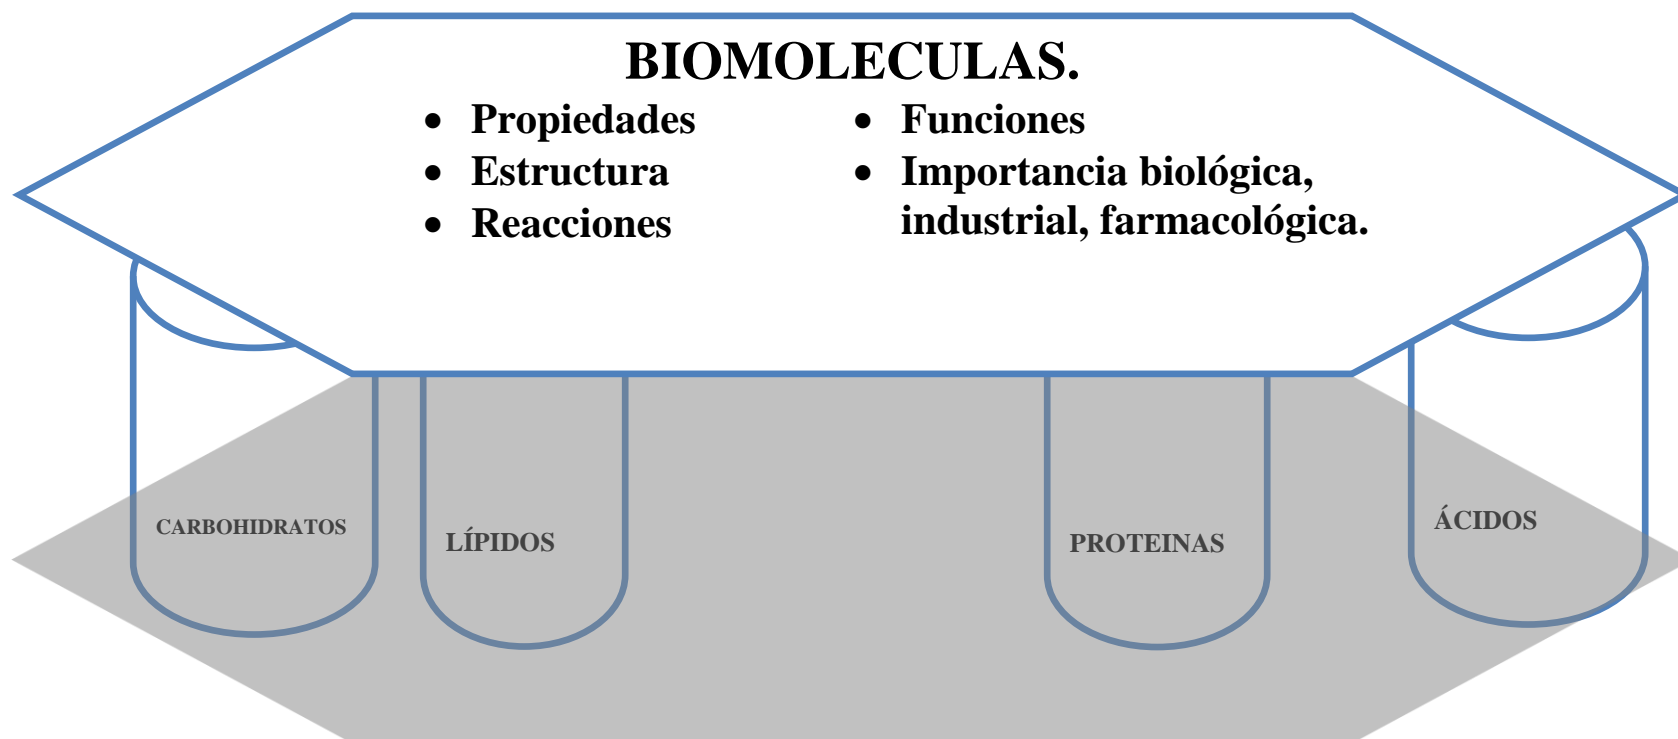 BIOMOLECULAS.
• Propiedades
• Estructura
• Reacciones
• Funciones
• Importancia biológica,
industrial, farmacológica.
CARBOHIDRATOS
LÍPIDOS
PROTEINAS
ÁCIDOS